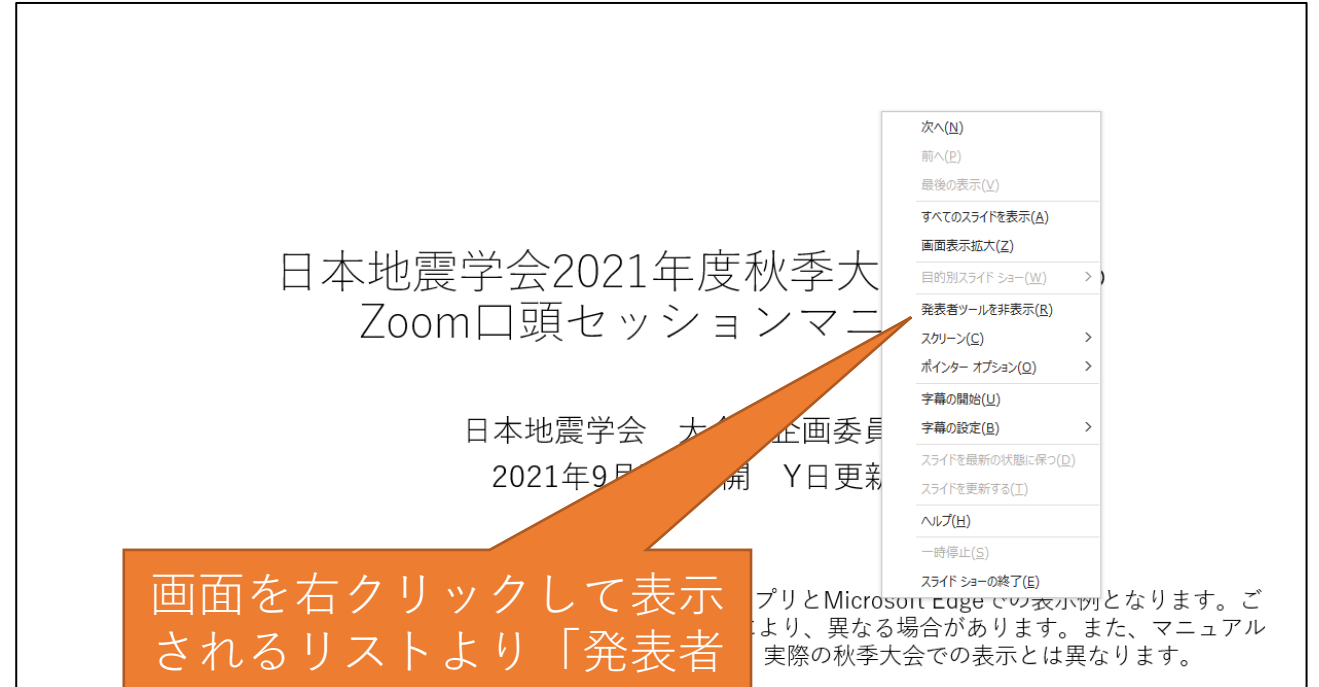 日本地震学会2021年度秋季大
Zoom口頭セッションマニ
日本地震学会　大 企画委員
2021年9月 開　Y日更新
次へ(N)
前へ(P)
最後の表示(V)
すべてのスライドを表示(A)
画面表示拡大(Z)
目的別スライド ショー(W)
発表者ツールを非表示(R)
スクリーン(C)
ポインター オプション(O)
字幕の開始(U)
字幕の設定(B)
スライドを最新の状態に保つ(D)
スライドを更新する(T)
ヘルプ(H)
一時停止(S)
スライド ショーの終了(E)
画面を右クリックして表示
されるリストより「発表者
プリとMicrosoft Edgeでの表示例となります。ご
より、異なる場合があります。また、マニュアル
実際の秋季大会での表示とは異なります。